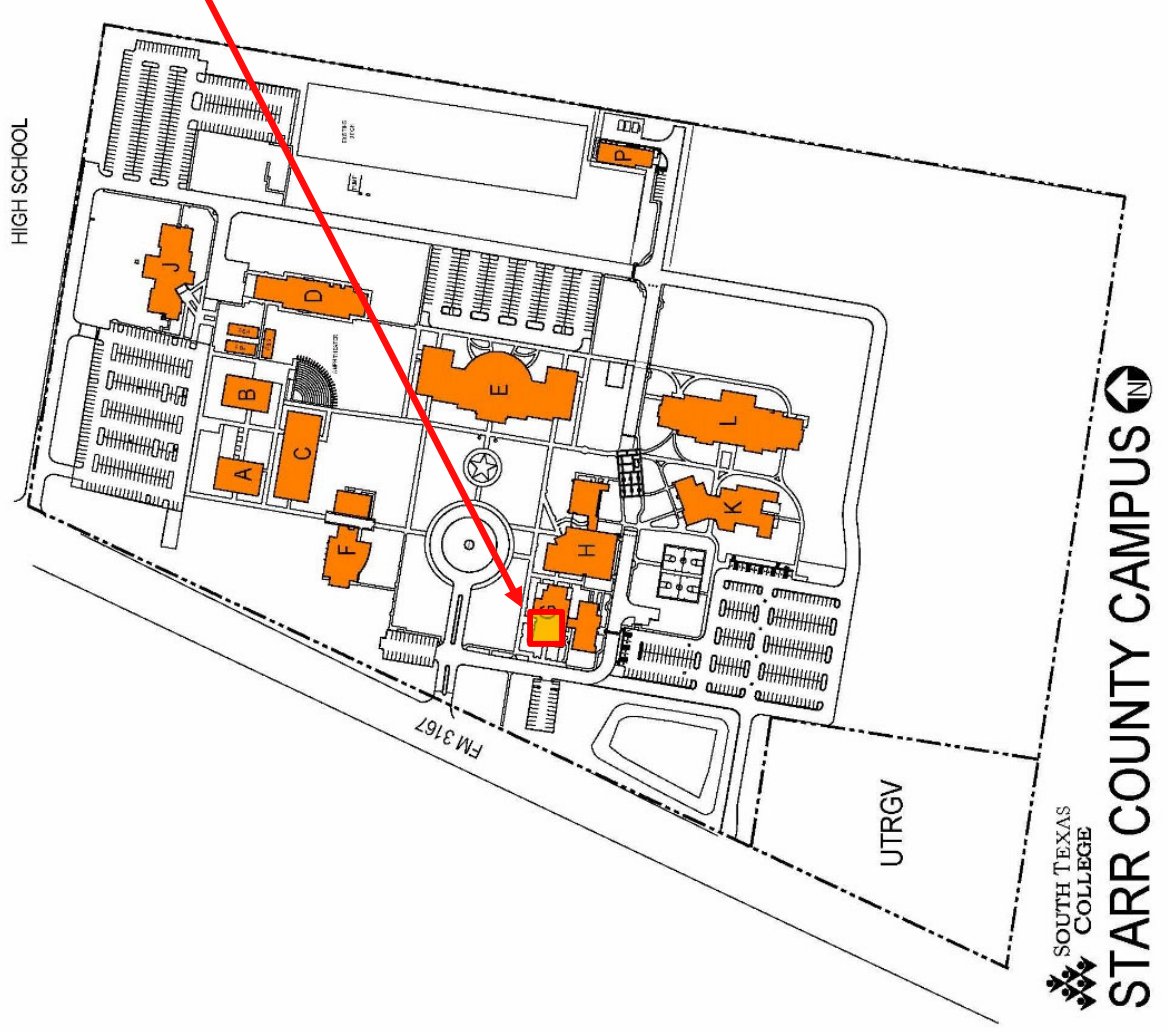 HIGH SCHOOL
P
J
D
B
E
A
C
L
K
F
H
G
FM 3167
UTRGV
SOUTH TEXAS
COLLEGE
STARR COUNTY CAMPUS
N